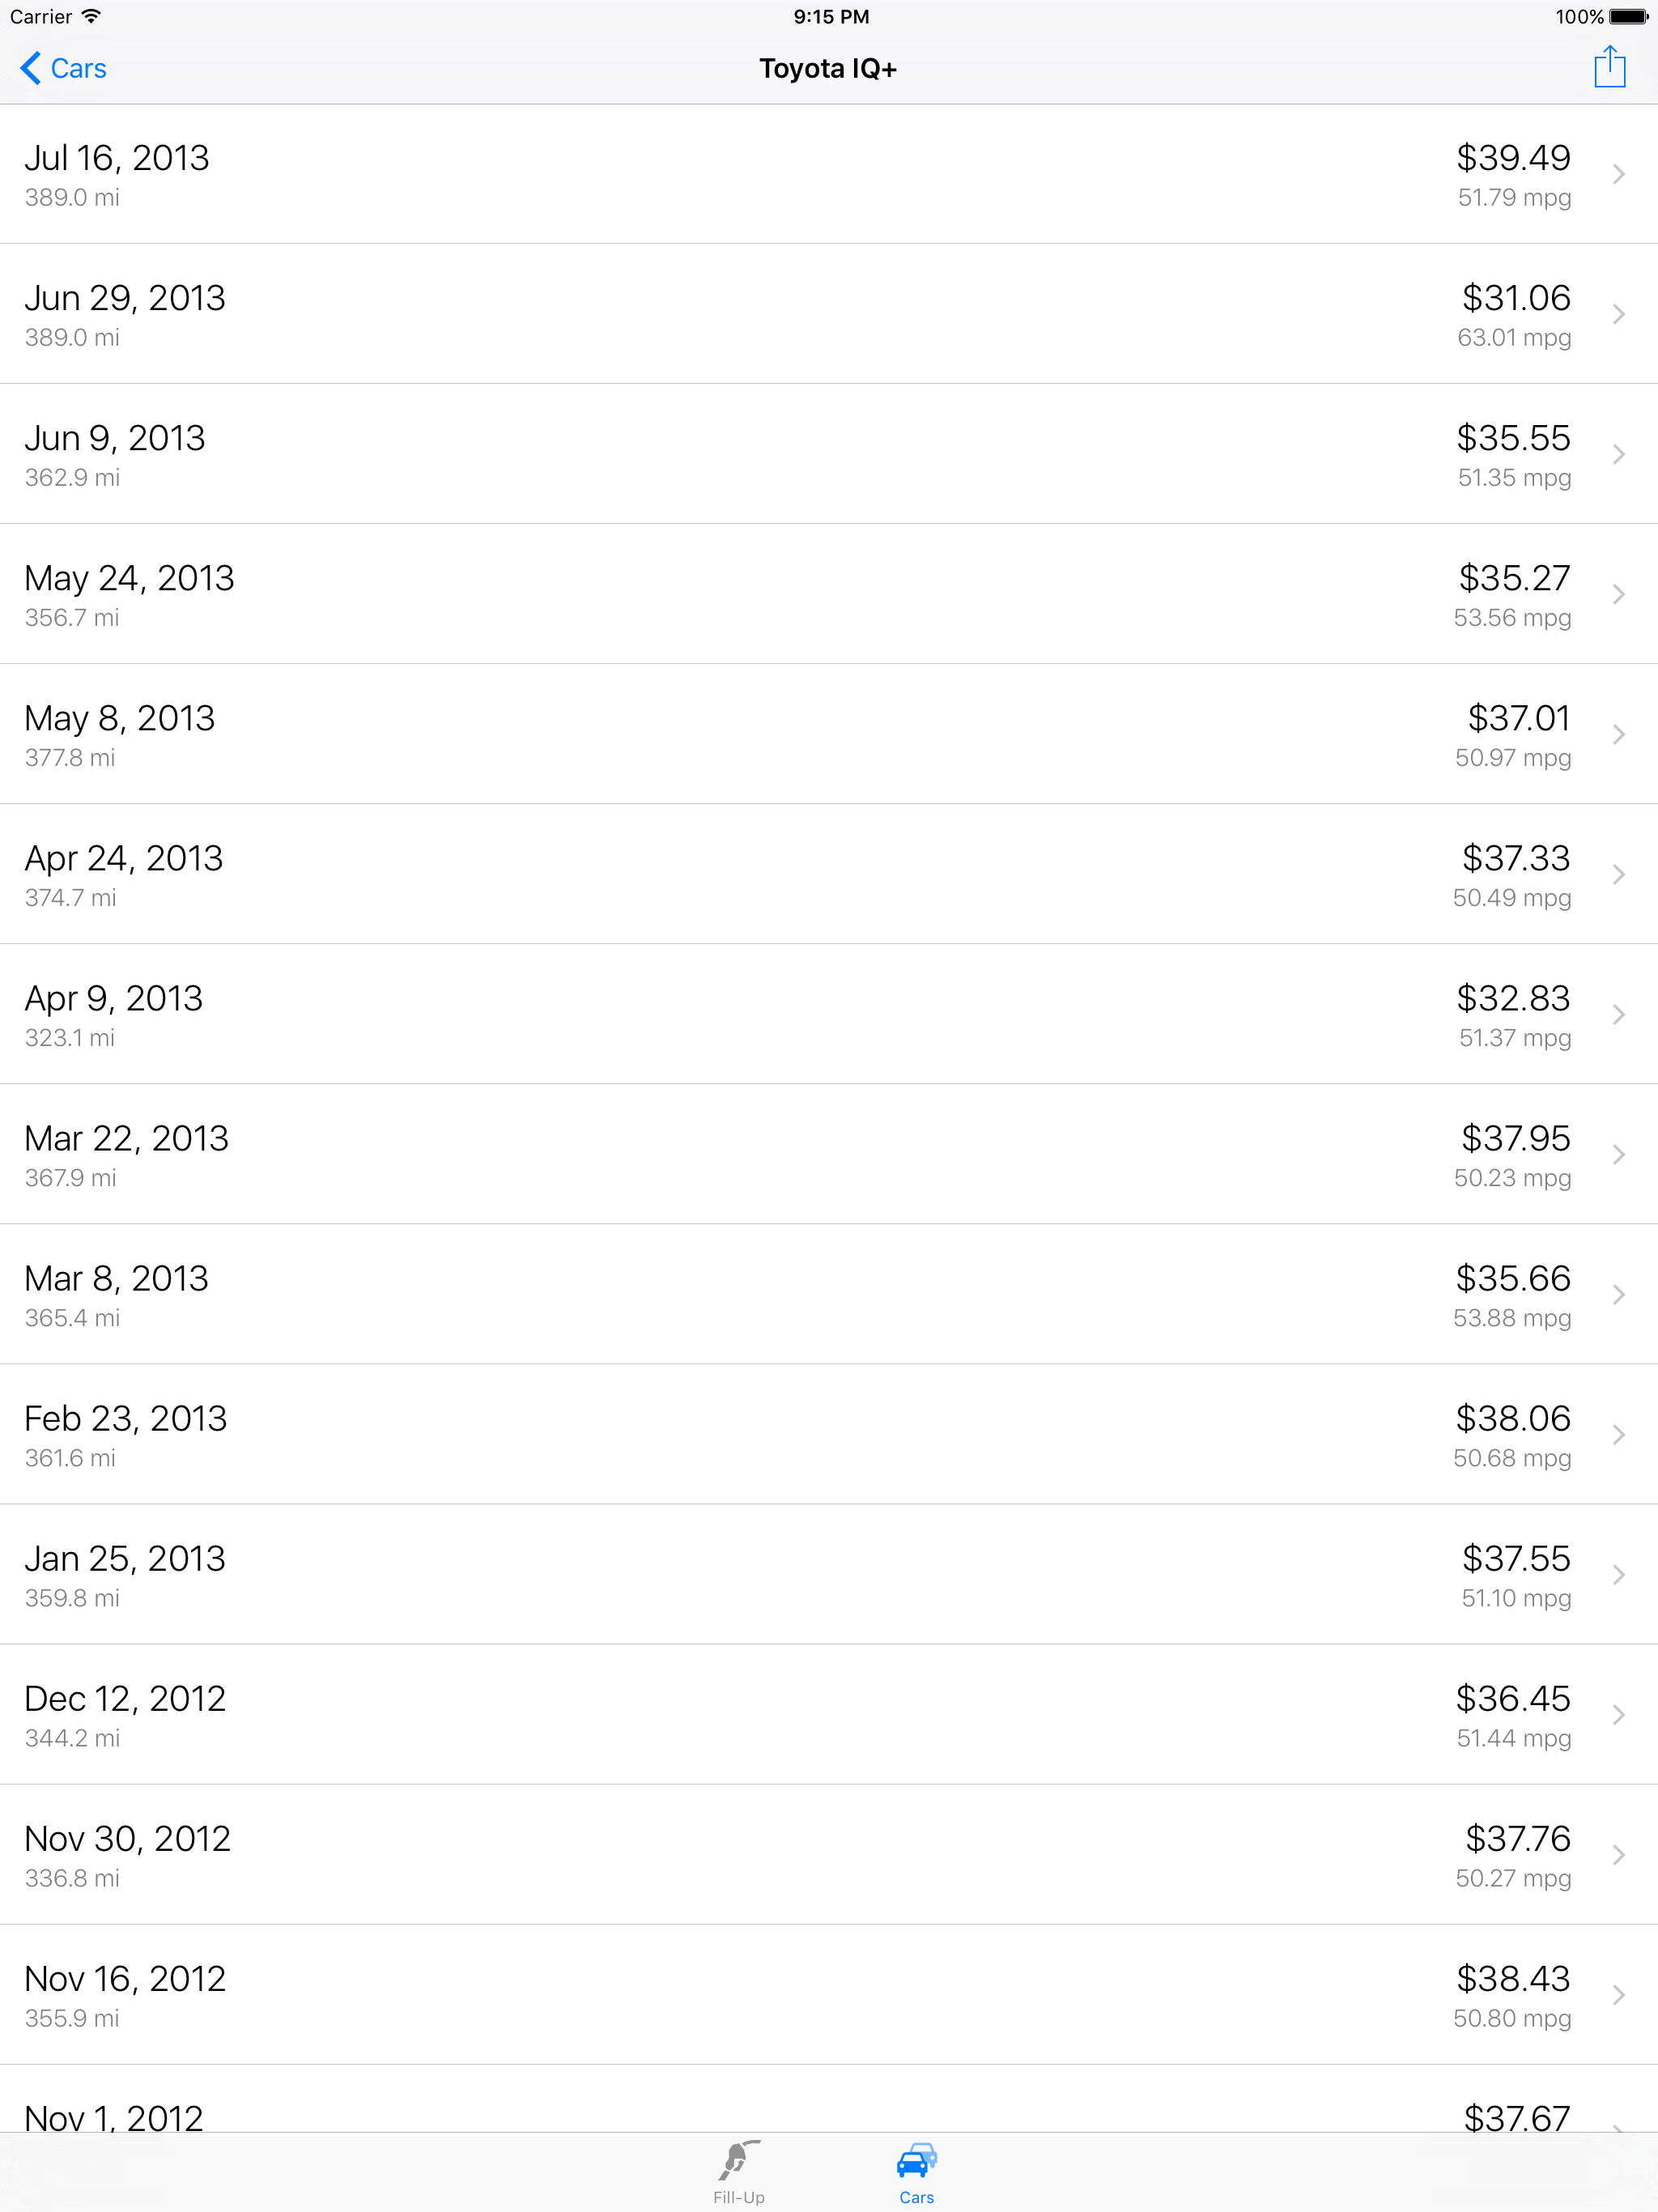 Carrier 9:15 PM 100%
Cars Toyota IQ+
Jul 16, 2013 $39.49
389.0 mi 51.79 mpg
Jun 29, 2013 $31.06
389.0 mi 63.01 mpg
Jun 9, 2013 $35.55
362.9 mi 51.35 mpg
May 24, 2013 $35.27
356.7 mi 53.56 mpg
May 8, 2013 $37.01
377.8 mi 50.97 mpg
Apr 24, 2013 $37.33
374.7 mi 50.49 mpg
Apr 9, 2013 $32.83
323.1 mi 51.37 mpg
Mar 22, 2013 $37.95
367.9 mi 50.23 mpg
Mar 8, 2013 $35.66
365.4 mi 53.88 mpg
Feb 23, 2013 $38.06
361.6 mi 50.68 mpg
Jan 25, 2013 $37.55
359.8 mi 51.10 mpg
Dec 12, 2012 $36.45
344.2 mi 51.44 mpg
Nov 30, 2012 $37.76
336.8 mi 50.27 mpg
Nov 16, 2012 $38.43
355.9 mi 50.80 mpg
Nov 1, 2012 $37.67
Fill-Up Cars